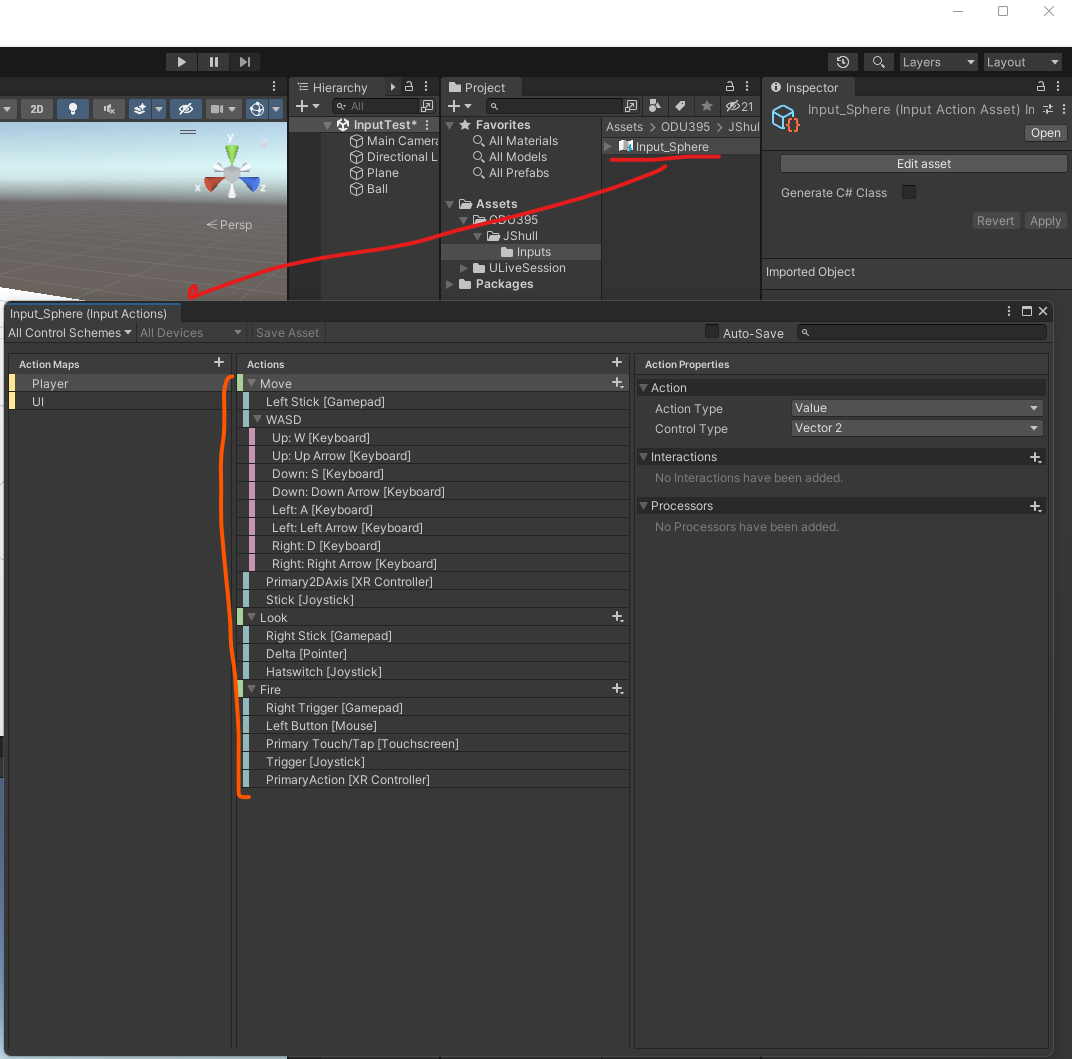 Layers
Layout
2D
Hierarchy
Project
Inspector
All
21
InputTest*
Main Camera
Directional L
Plane
Ball
Favorites
All Materials
All Models
All Prefabs
Assets
ODU395
JShull
Inputs
ULiveSession
Packages
Assets > ODU395 > JShul
Input_Sphere
Input_Sphere (Input Action Asset) In
Open
Edit asset
Generate C# Class
Revert
Apply
Imported Object
y
x
z
< Persp
Input_Sphere (Input Actions)
All Control Schemes
All Devices
Save Asset
Auto-Save
Action Maps
Player
UI
Actions
Move
Left Stick [Gamepad]
WASD
Up: W [Keyboard]
Up: Up Arrow [Keyboard]
Down: S [Keyboard]
Down: Down Arrow [Keyboard]
Left: A [Keyboard]
Left: Left Arrow [Keyboard]
Right: D [Keyboard]
Right: Right Arrow [Keyboard]
Primary2DAxis [XR Controller]
Stick [Joystick]
Look
Right Stick [Gamepad]
Delta [Pointer]
Hatswitch [Joystick]
Fire
Right Trigger [Gamepad]
Left Button [Mouse]
Primary Touch/Tap [Touchscreen]
Trigger [Joystick]
PrimaryAction [XR Controller]
Action Properties
Action
Action Type Value
Control Type Vector 2
Interactions
No Interactions have been added.
Processors
No Processors have been added.